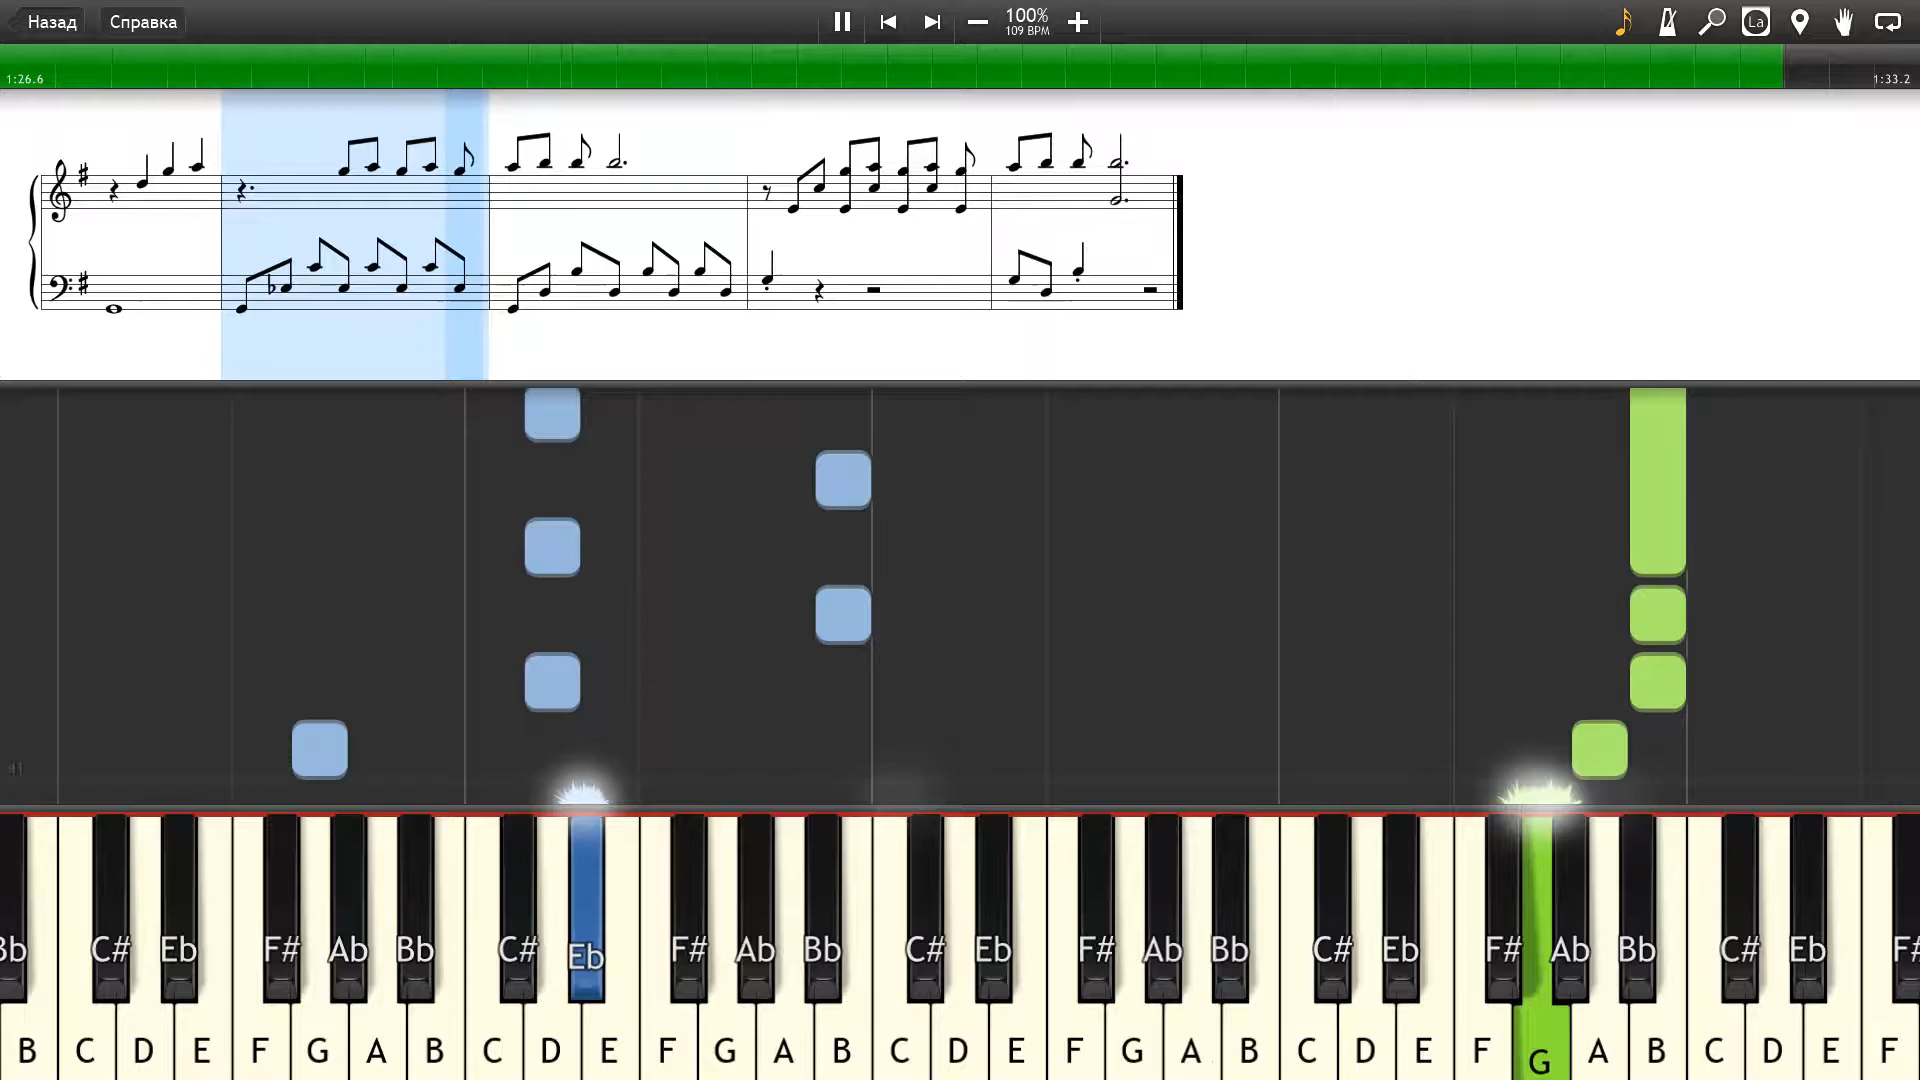 Назад Справка 100% La
109 BPM
1:26.6 1:33.2
Bb C# Eb F# Ab Bb C# Eb F# Ab Bb C# Eb F# Ab Bb C# Eb F# Ab Bb C# Eb F#
B C D E F G A B C D E F G A B C D E F G A B C D E F G A B C D E F